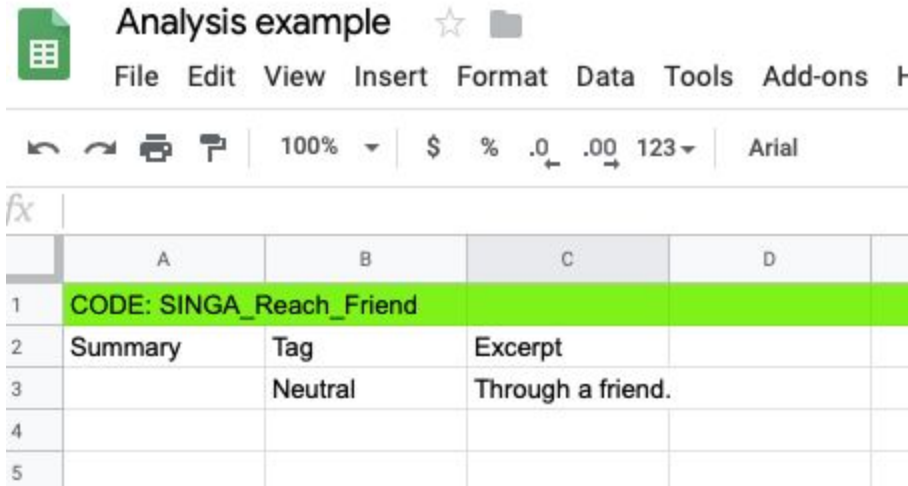 Analysis example
File Edit View Insert Format Data Tools Add-ons H
100% $ % .0 .00 123 Arial
fx
A B C D
1 CODE: SINGA_Reach_Friend
2 Summary Tag Excerpt
3 Neutral Through a friend.
4
5